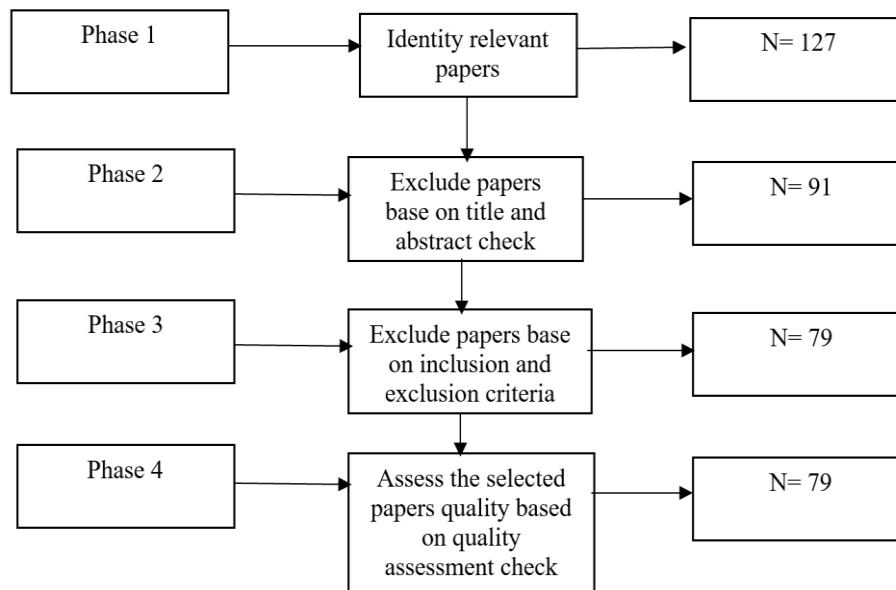 Phase 1
Identity relevant
papers
N= 127
Phase 2
Exclude papers
base on title and
abstract check
N= 91
Phase 3
Exclude papers base
on inclusion and
exclusion criteria
N= 79
Phase 4
Assess the selected
papers quality based
on quality
assessment check
N= 79